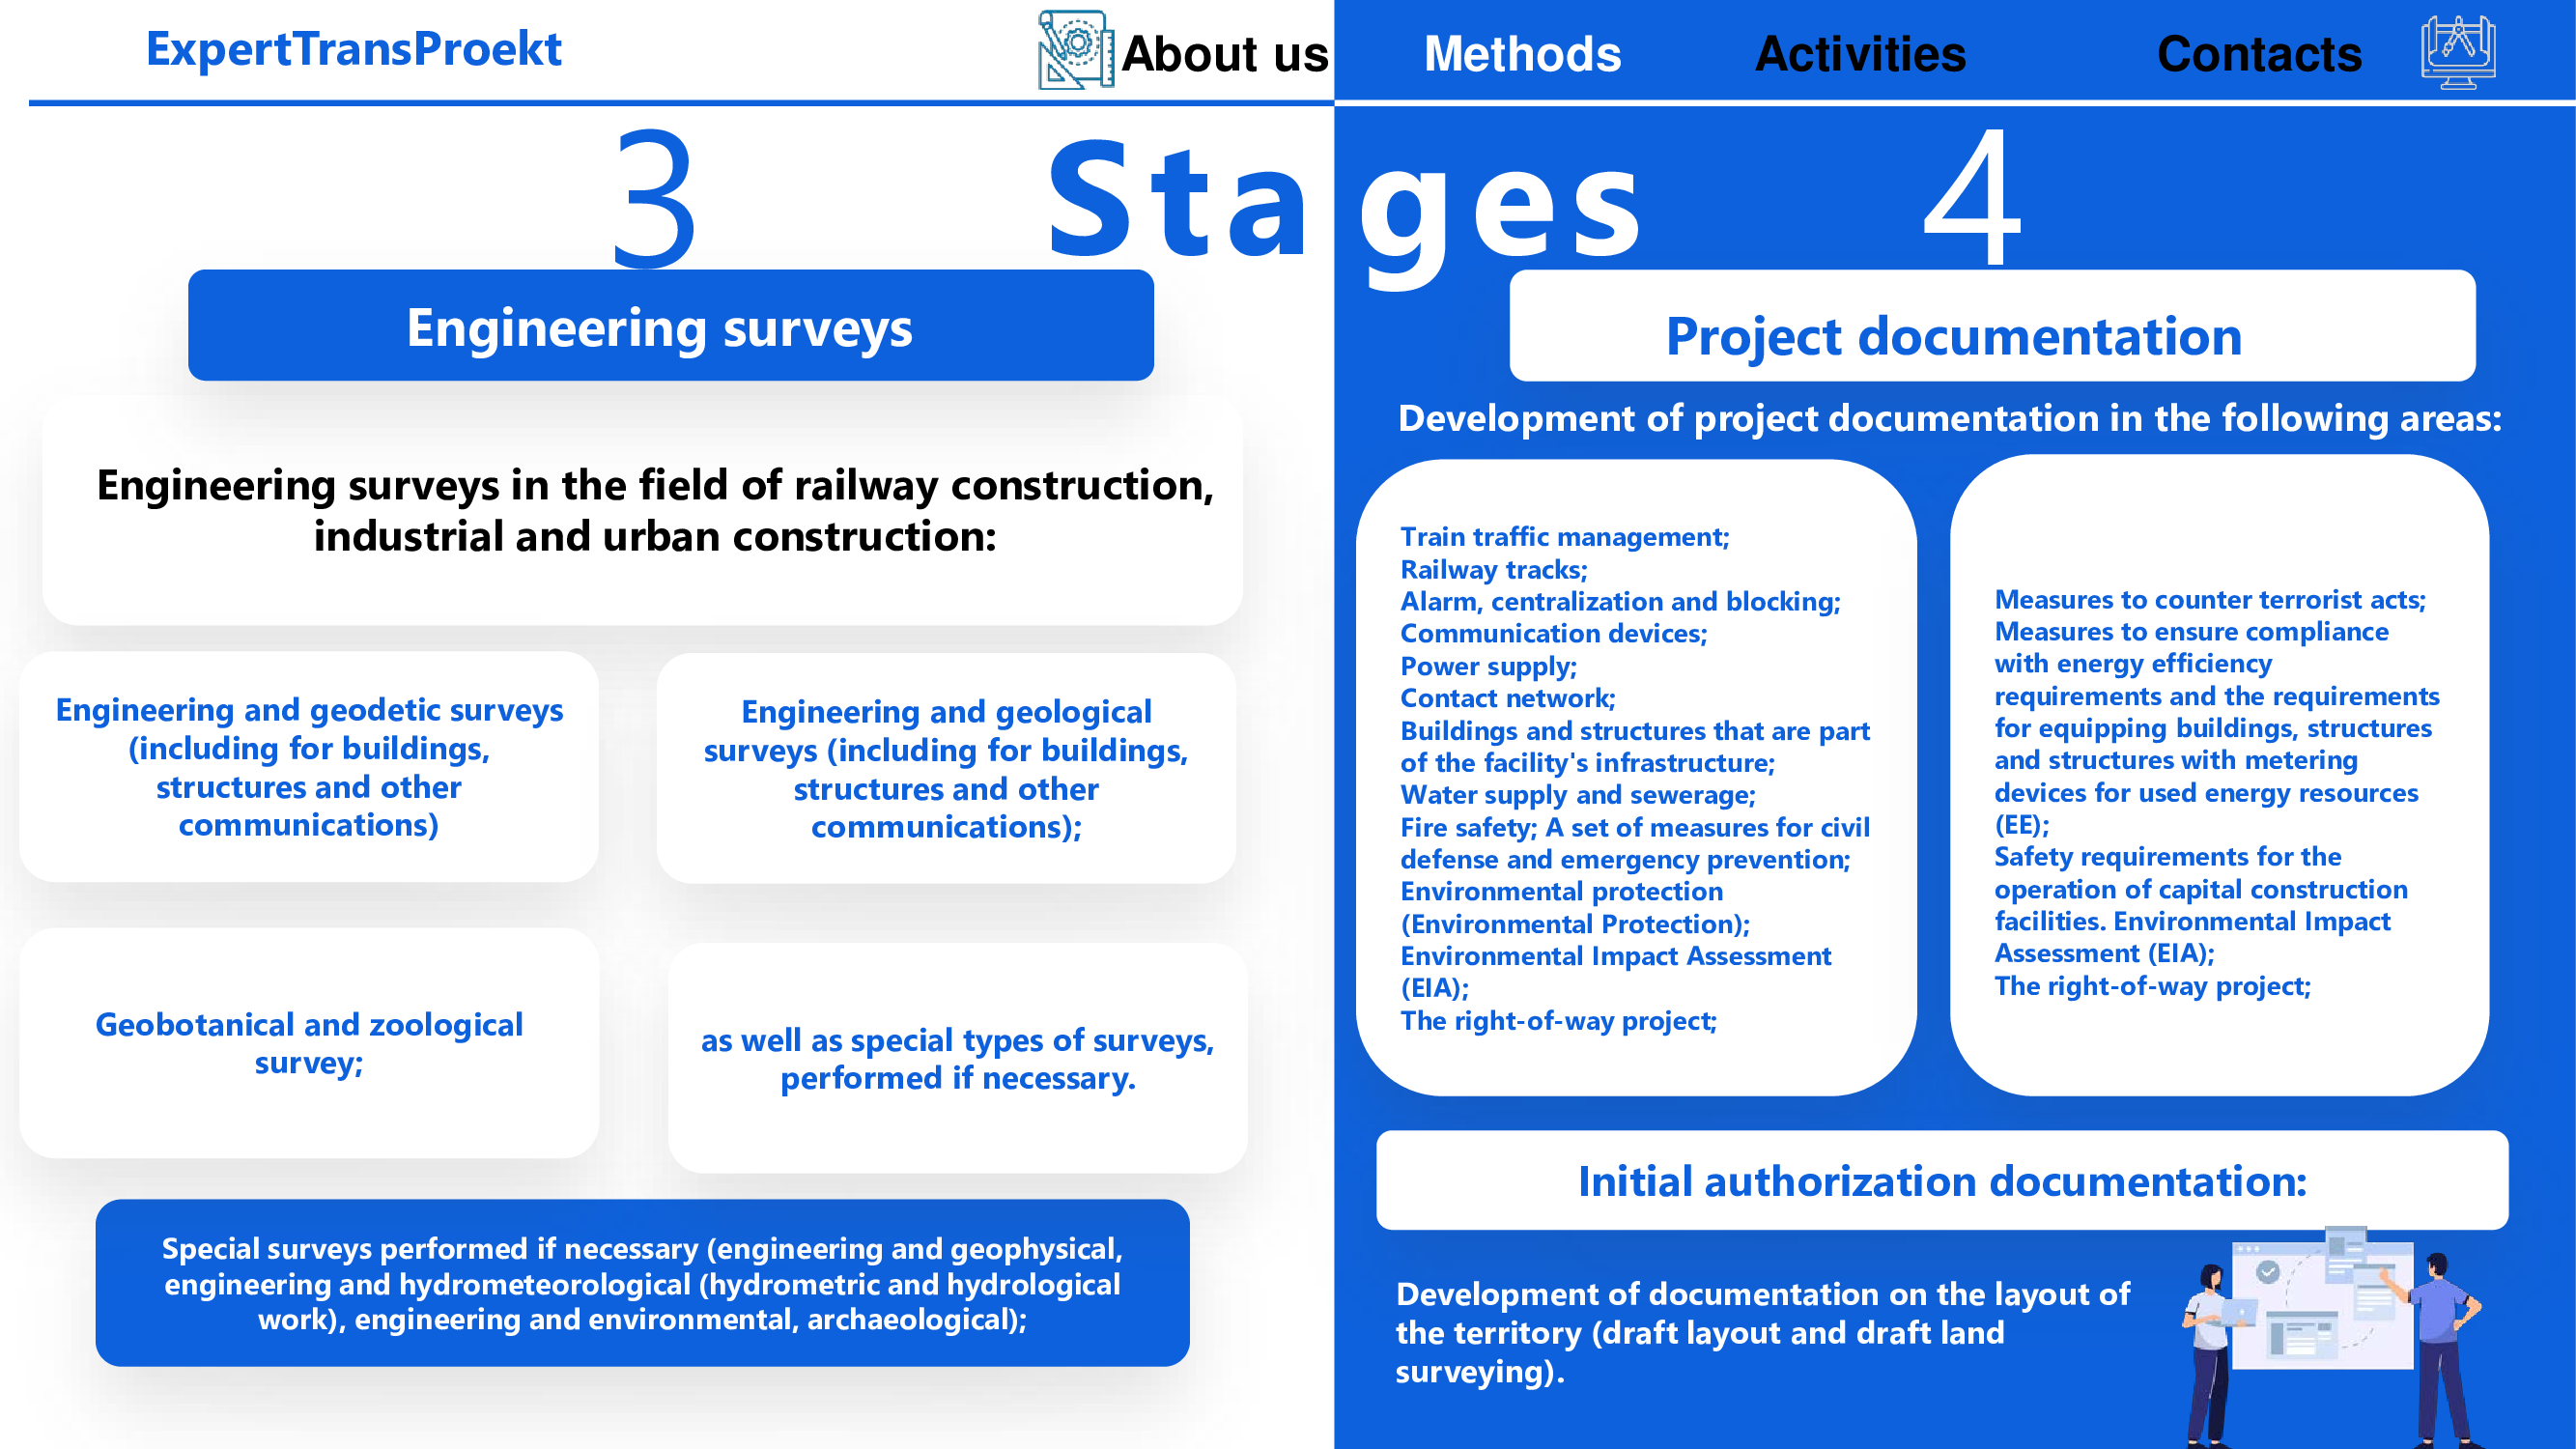 ExpertTransProekt
About us
Methods
Activities
Contacts
3
Stages
4
Engineering surveys
Engineering surveys in the field of railway construction,
industrial and urban construction:
Engineering and geodetic surveys
(including for buildings,
structures and other
communications)
Engineering and geological
surveys (including for buildings,
structures and other
communications);
Geobotanical and zoological
survey;
as well as special types of surveys,
performed if necessary.
Special surveys performed if necessary (engineering and geophysical,
engineering and hydrometeorological (hydrometric and hydrological
work), engineering and environmental, archaeological);
Project documentation
Development of project documentation in the following areas:
Train traffic management;
Railway tracks;
Alarm, centralization and blocking;
Communication devices;
Power supply;
Contact network;
Buildings and structures that are part
of the facility's infrastructure;
Water supply and sewerage;
Fire safety; A set of measures for civil
defense and emergency prevention;
Environmental protection
(Environmental Protection);
Environmental Impact Assessment
(EIA);
The right-of-way project;
Measures to counter terrorist acts;
Measures to ensure compliance
with energy efficiency
requirements and the requirements
for equipping buildings, structures
and structures with metering
devices for used energy resources
(EE);
Safety requirements for the
operation of capital construction
facilities. Environmental Impact
Assessment (EIA);
The right-of-way project;
Initial authorization documentation:
Development of documentation on the layout of
the territory (draft layout and draft land
surveying).